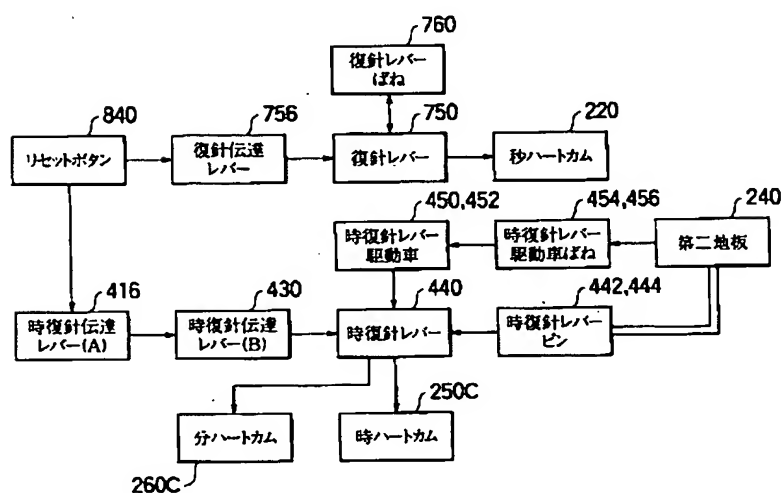 760
復針レバー
ばね
840
756
750
220
リセットボタン
復針伝達
レバー
復針レバー
秒ハートカム
450,452
454,456
240
時復針レバー
駆動車
時復針レバー
駆動車ばね
第二地板
416
430
440
442,444
時復針伝達
レバー(A)
時復針伝達
レバー(B)
時復針レバー
時復針レバー
ピン
250C
分ハートカム
時ハートカム
260C